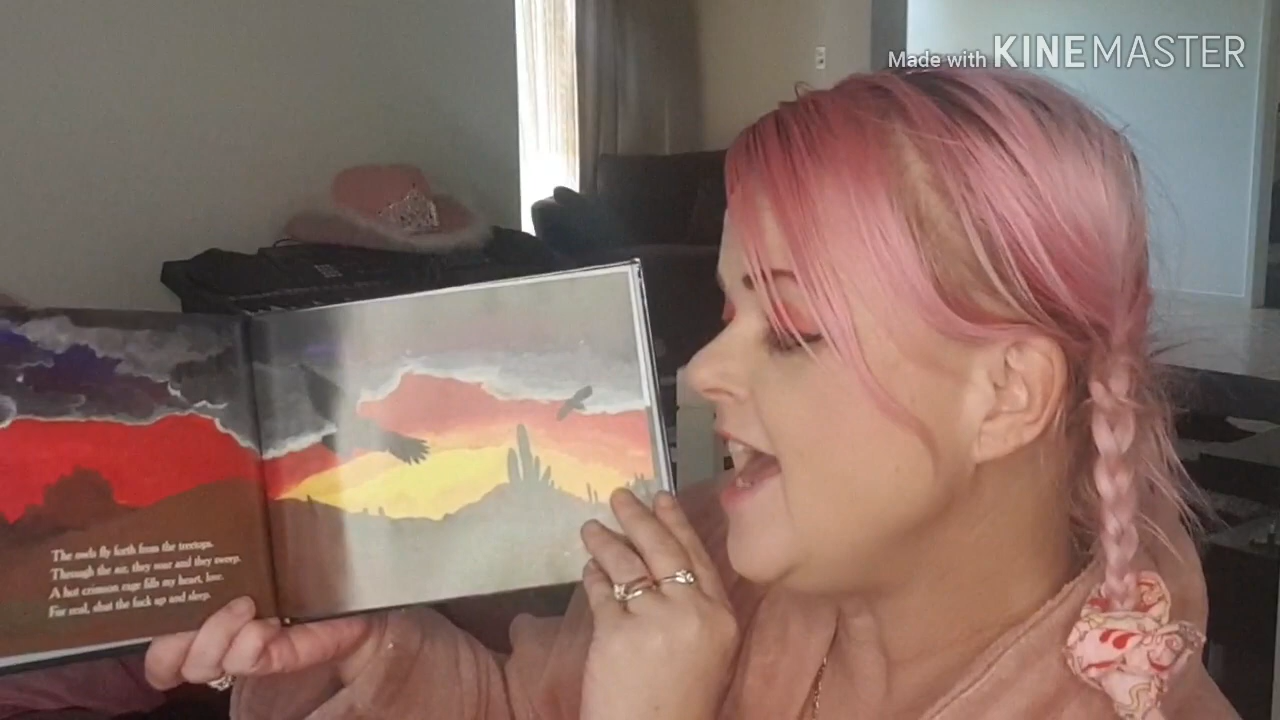 Made with KINEMASTER
The owls fly forth from the treetops.
Through the air, they soar and they sweep.
A hot crimson rage fills my heart, love.
For real, shut the fuck up and sleep.